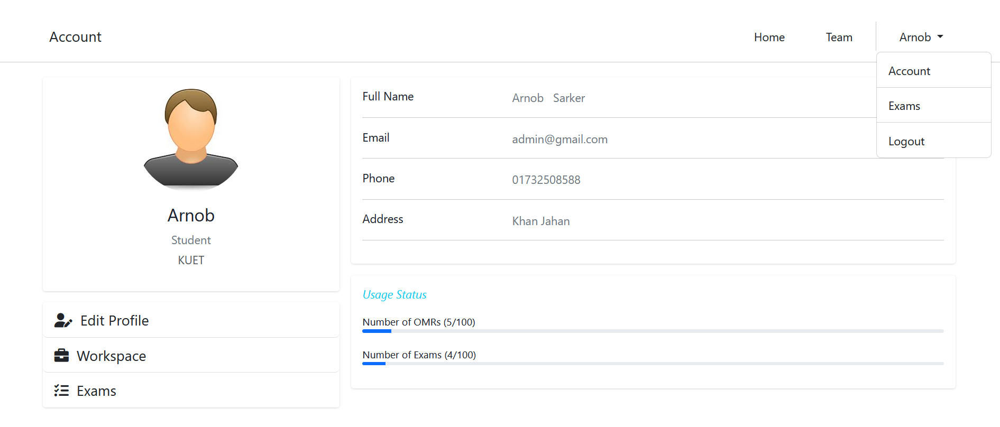 Account
Home
Team
Arnob
Account
Exams
Logout
Arnob
Student
KUET
Edit Profile
Workspace
Exams
Full Name Arnob Sarker
Email admin@gmail.com
Phone 01732508588
Address Khan Jahan
Usage Status
Number of OMRs (5/100)
Number of Exams (4/100)